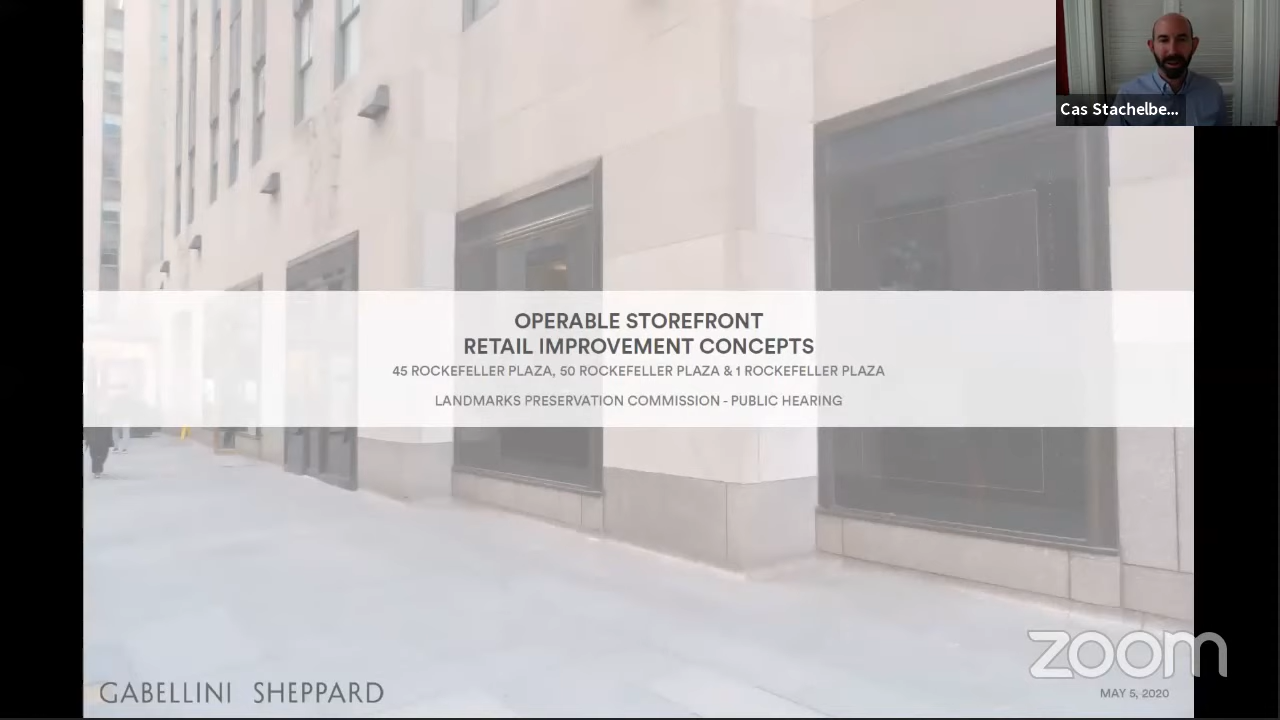 Cas Stachelbe...
OPERABLE STOREFRONT
RETAIL IMPROVEMENT CONCEPTS
45 ROCKEFELLER PLAZA, 50 ROCKEFELLER PLAZA & 1 ROCKEFELLER PLAZA
LANDMARKS PRESERVATION COMMISSION - PUBLIC HEARING
zoom
GABELLINI SHEPPARD
MAY 5, 2020